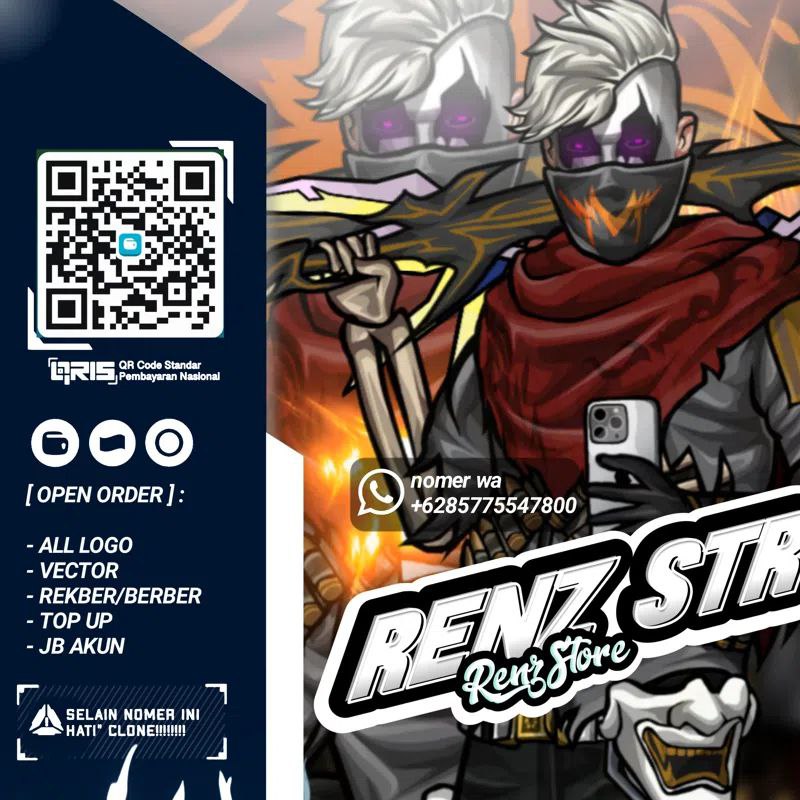 QRIS QR Code Standar
Pembayaran Nasional
[ OPEN ORDER ] :
- ALL LOGO
- VECTOR
- REKBER/BERBER
- TOP UP
- JB AKUN
SELAIN NOMER INI
HATI" CLONE!!!!!!!!
nomer wa
+6285775547800
RENZ STR
Renz Store